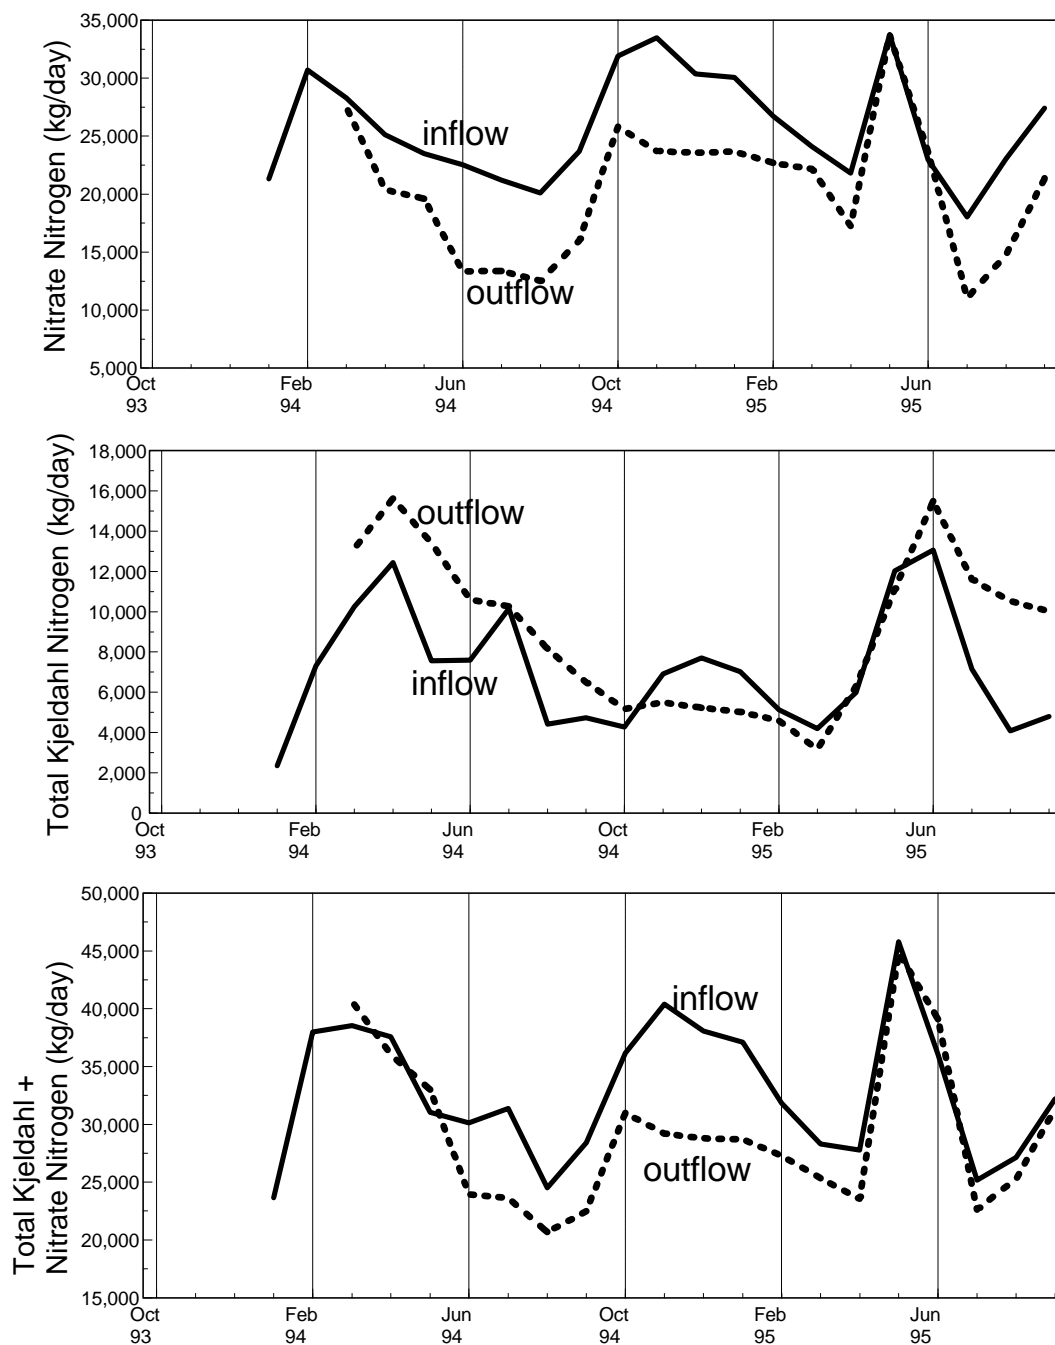 Nitrate Nitrogen (kg/day)
35,000
30,000
25,000
20,000
15,000
10,000
5,000
inflow
outflow
Oct Feb Jun Oct Feb Jun
93 94 94 94 95 95
Total Kjeldahl Nitrogen (kg/day)
18,000
16,000
14,000
12,000
10,000
8,000
6,000
4,000
2,000
0
outflow
inflow
Oct Feb Jun Oct Feb Jun
93 94 94 94 95 95
Total Kjeldahl +
Nitrate Nitrogen (kg/day)
50,000
45,000
40,000
35,000
30,000
25,000
20,000
15,000
inflow
outflow
Oct Feb Jun Oct Feb Jun
93 94 94 94 95 95